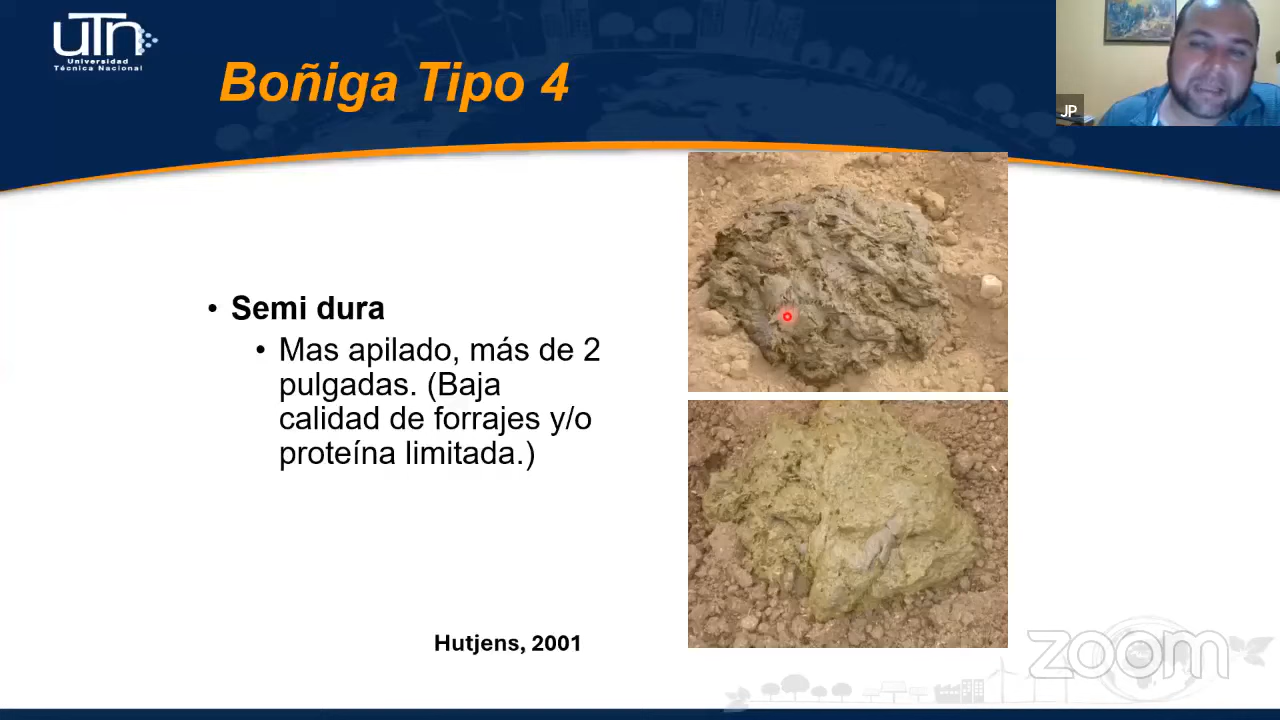 UTn
Universidad
Técnica Nacional
Boñiga Tipo 4
JP
• Semi dura
• Mas apilado, más de 2
pulgadas. (Baja
calidad de forrajes y/o
proteína limitada.)
Hutjens, 2001
zoom